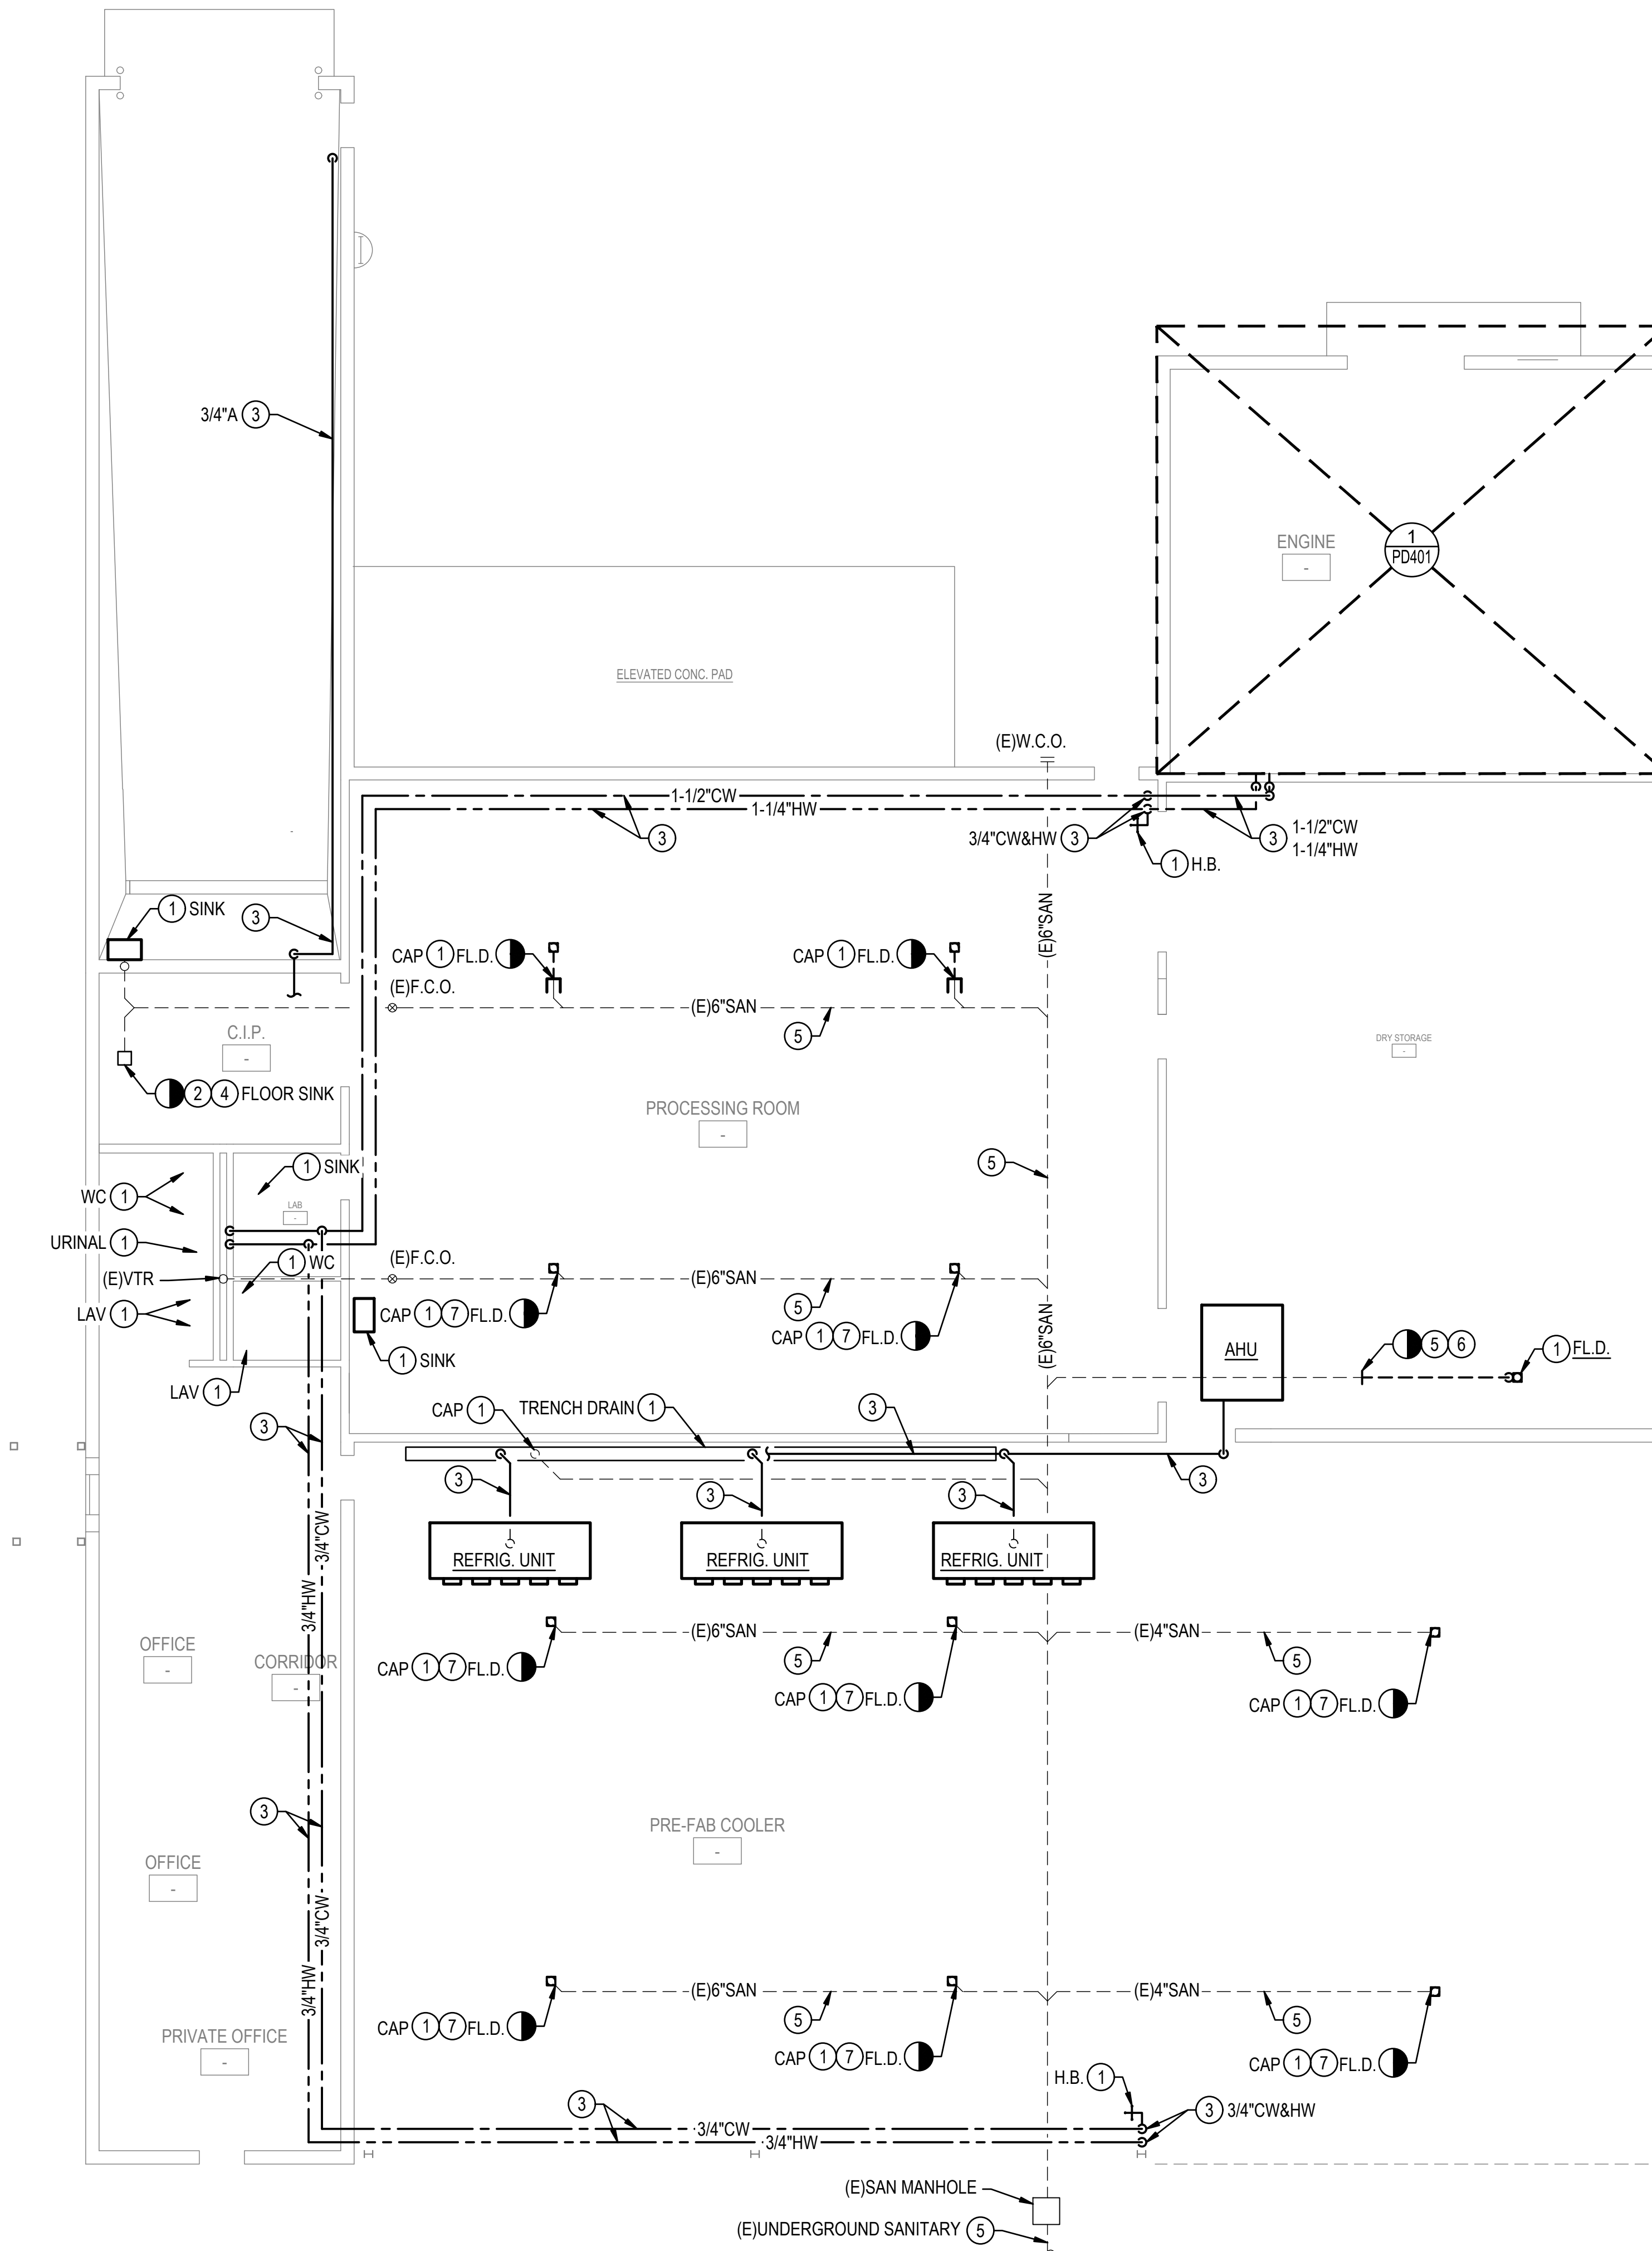 3/4"A 3
ENGINE
-
1
PD401
ELEVATED CONC. PAD
(E)W.C.O.
1-1/2"CW
1-1/4"HW
3
3/4"CW&HW 3
3 1-1/2"CW
1-1/4"HW
1 H.B.
(E)6"SAN
1 SINK
3
CAP 1 FL.D.
CAP 1 FL.D.
(E)F.C.O.
(E)6"SAN
5
C.I.P.
-
DRY STORAGE
-
2 4 FLOOR SINK
PROCESSING ROOM
-
5
1 SINK
WC 1
LAB
-
URINAL 1
1 WC
(E)F.C.O.
(E)VTR
(E)6"SAN
LAV 1
CAP 1 7 FL.D.
5
CAP 1 7 FL.D.
(E)6"SAN
AHU
5 6
1 FL.D.
1 SINK
LAV 1
CAP 1
TRENCH DRAIN 1
3
3
3
3
3
3
REFRIG. UNIT
REFRIG. UNIT
REFRIG. UNIT
3/4"CW
3/4"HW
(E)6"SAN
(E)4"SAN
OFFICE
-
CORRIDOR
-
CAP 1 7 FL.D.
5
5
CAP 1 7 FL.D.
CAP 1 7 FL.D.
3
PRE-FAB COOLER
-
OFFICE
-
3/4"CW
3/4"HW
(E)6"SAN
(E)4"SAN
CAP 1 7 FL.D.
5
5
PRIVATE OFFICE
-
CAP 1 7 FL.D.
CAP 1 7 FL.D.
H.B. 1
3
3 3/4"CW&HW
3/4"CW
3/4"HW
(E)SAN MANHOLE
(E)UNDERGROUND SANITARY 5